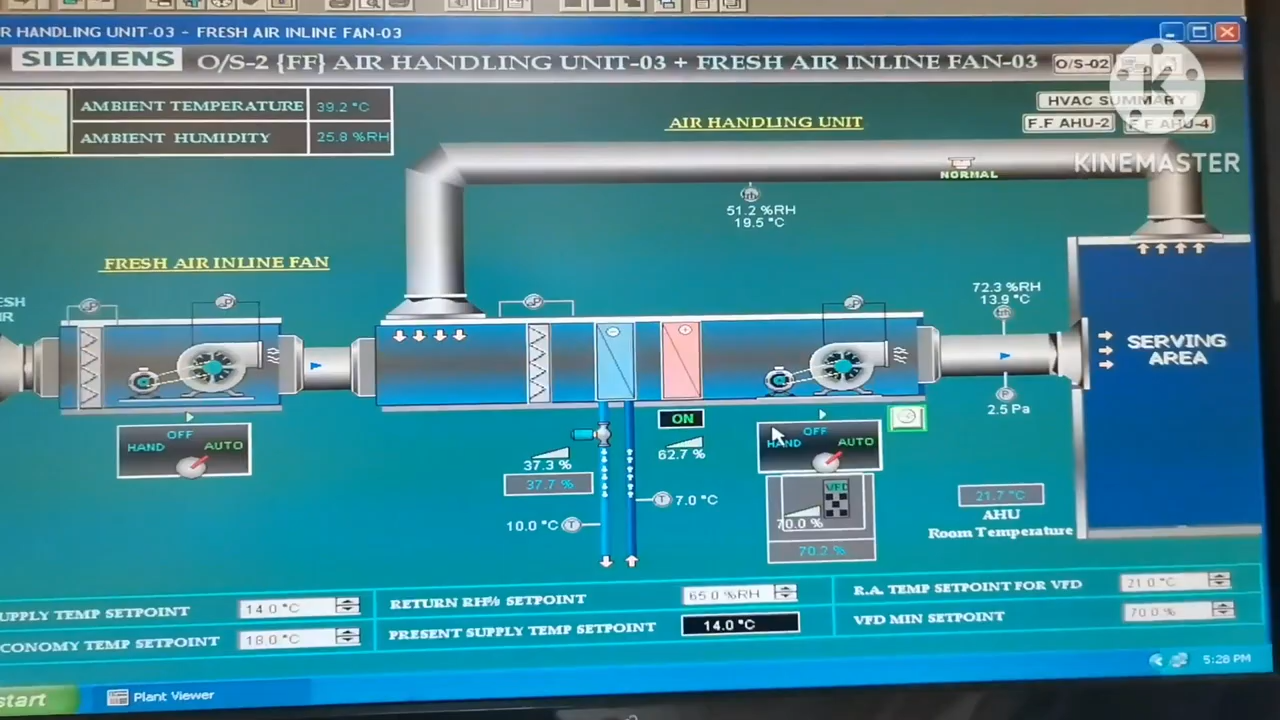 R HANDLING UNIT-03 - FRESH AIR INLINE FAN-03
SIEMENS
O/S-2 {FF} AIR HANDLING UNIT-03 + FRESH AIR INLINE FAN-03
O/S-02
AMBIENT TEMPERATURE 39.2 °C
AMBIENT HUMIDITY 25.8 %RH
HVAC SUMMARY
F.F AHU-2
F.F AHU-4
KINEMASTER
AIR HANDLING UNIT
NORMAL
51.2 %RH
19.5 °C
FRESH AIR INLINE FAN
ESH
IR
72.3 %RH
13.9 °C
SERVING
AREA
2.5 Pa
OFF
HAND AUTO
ON
62.7 %
37.3 %
37.7 %
7.0 °C
10.0 °C
OFF
HAND AUTO
VFD
70.0 %
70.2 %
21.7 °C
AHU
Room Temperature
UPPLY TEMP SETPOINT 14.0 °C
CONOMY TEMP SETPOINT 18.0 °C
RETURN RH% SETPOINT 65.0 %RH
PRESENT SUPPLY TEMP SETPOINT 14.0 °C
R.A. TEMP SETPOINT FOR VFD 21.0 °C
VFD MIN SETPOINT 70.0 %
5:28 PM
start
Plant Viewer